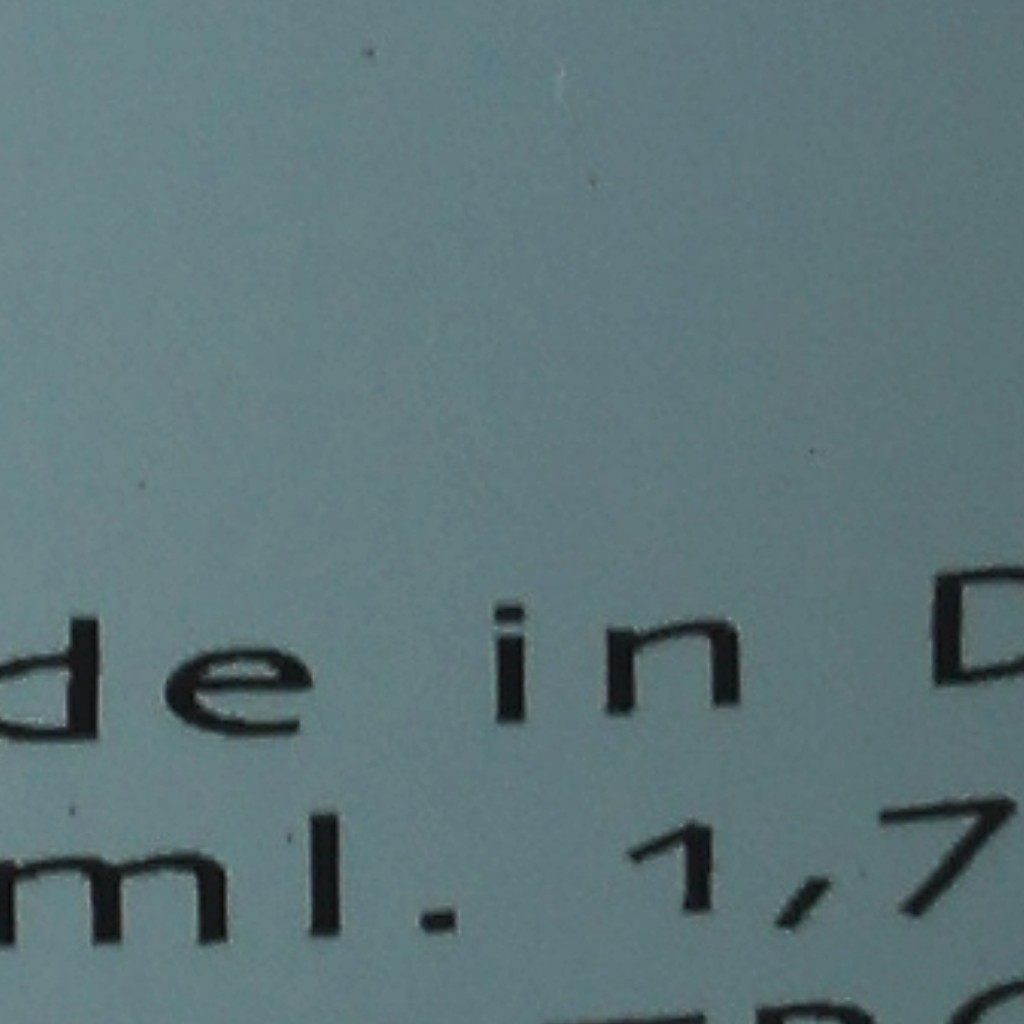 de in D
ml. 1,7